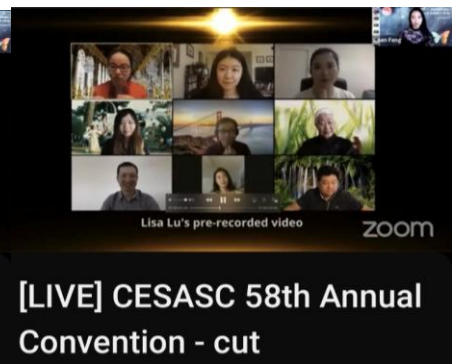 Lisa Lu's pre-recorded video
zoom
[LIVE] CESASC 58th Annual
Convention - cut